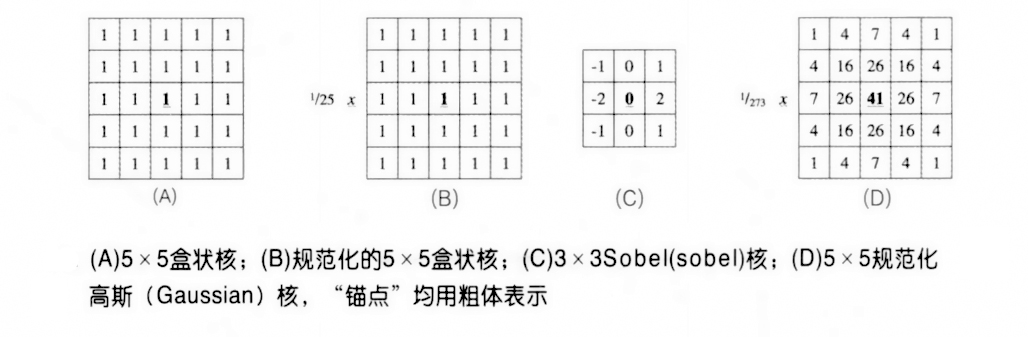 1 1 1 1 1 1 1 1 1 1 1 4 7 4 1
1 1 1 1 1 1 1 1 1 1 -1 0 1 4 16 26 16 4
1 1 1 1 1 1/25 x 1 1 1 1 1 -2 0 2 1/273 x 7 26 41 26 7
1 1 1 1 1 1 1 1 1 1 -1 0 1 4 16 26 16 4
1 1 1 1 1 1 1 1 1 1 1 4 7 4 1
(A) (B) (C) (D)
(A)5×5盒状核；(B)规范化的5×5盒状核；(C)3×3Sobel(sobel)核；(D)5×5规范化
高斯（Gaussian）核，“锚点”均用粗体表示